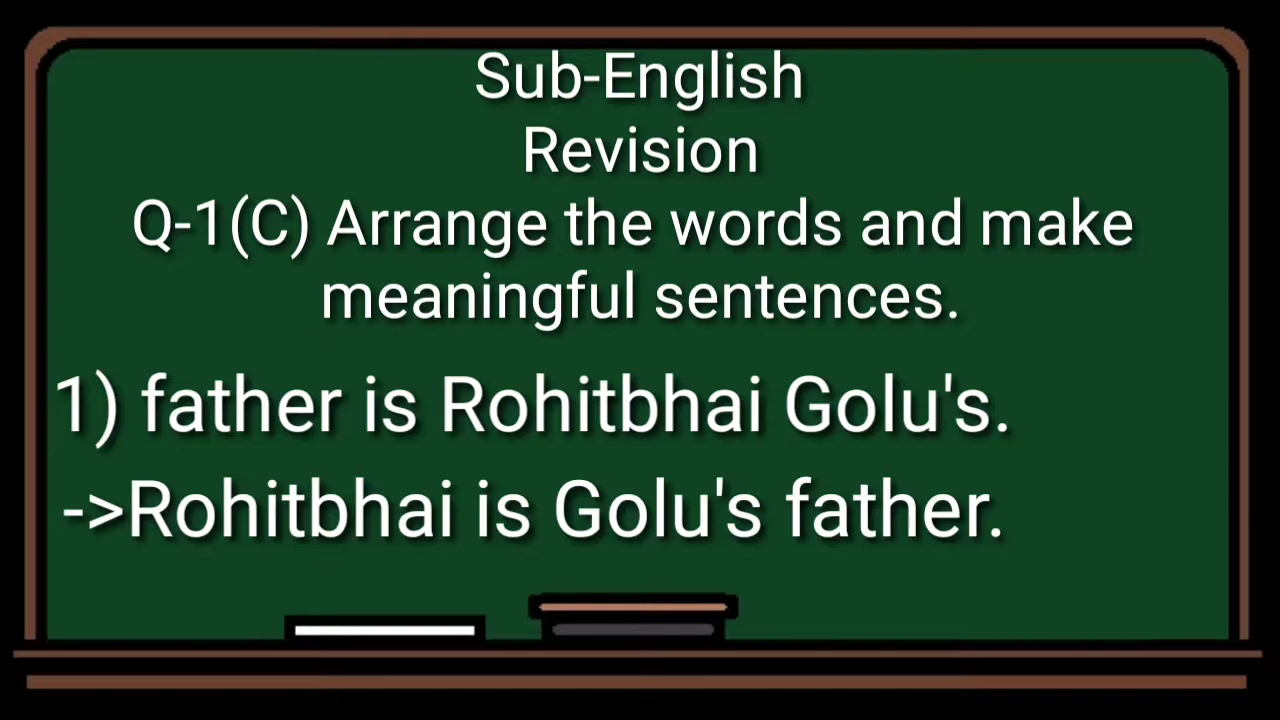 Sub-English
Revision
Q-1(C) Arrange the words and make
meaningful sentences.
1) father is Rohitbhai Golu's.
->Rohitbhai is Golu's father.